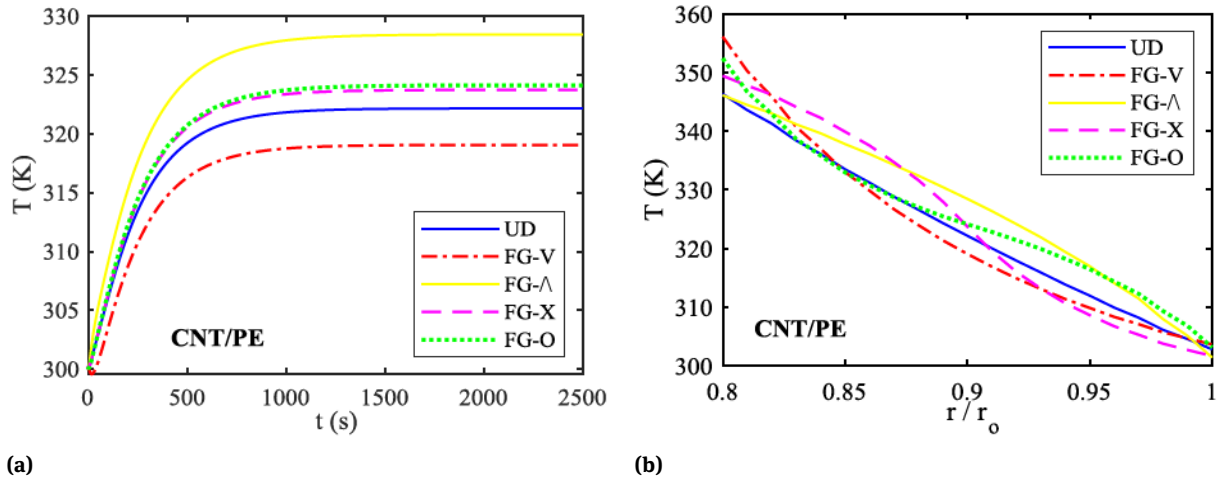 330
325
320
315
310
305
300
T (K)
UD
FG-V
FG-Λ
FG-X
FG-O
CNT/PE
0
500
1000
1500
2000
2500
t (s)
(a)
360
350
340
330
320
310
300
T (K)
UD
FG-V
FG-Λ
FG-X
FG-O
CNT/PE
0.8
0.85
0.9
0.95
1
r / r_o
(b)